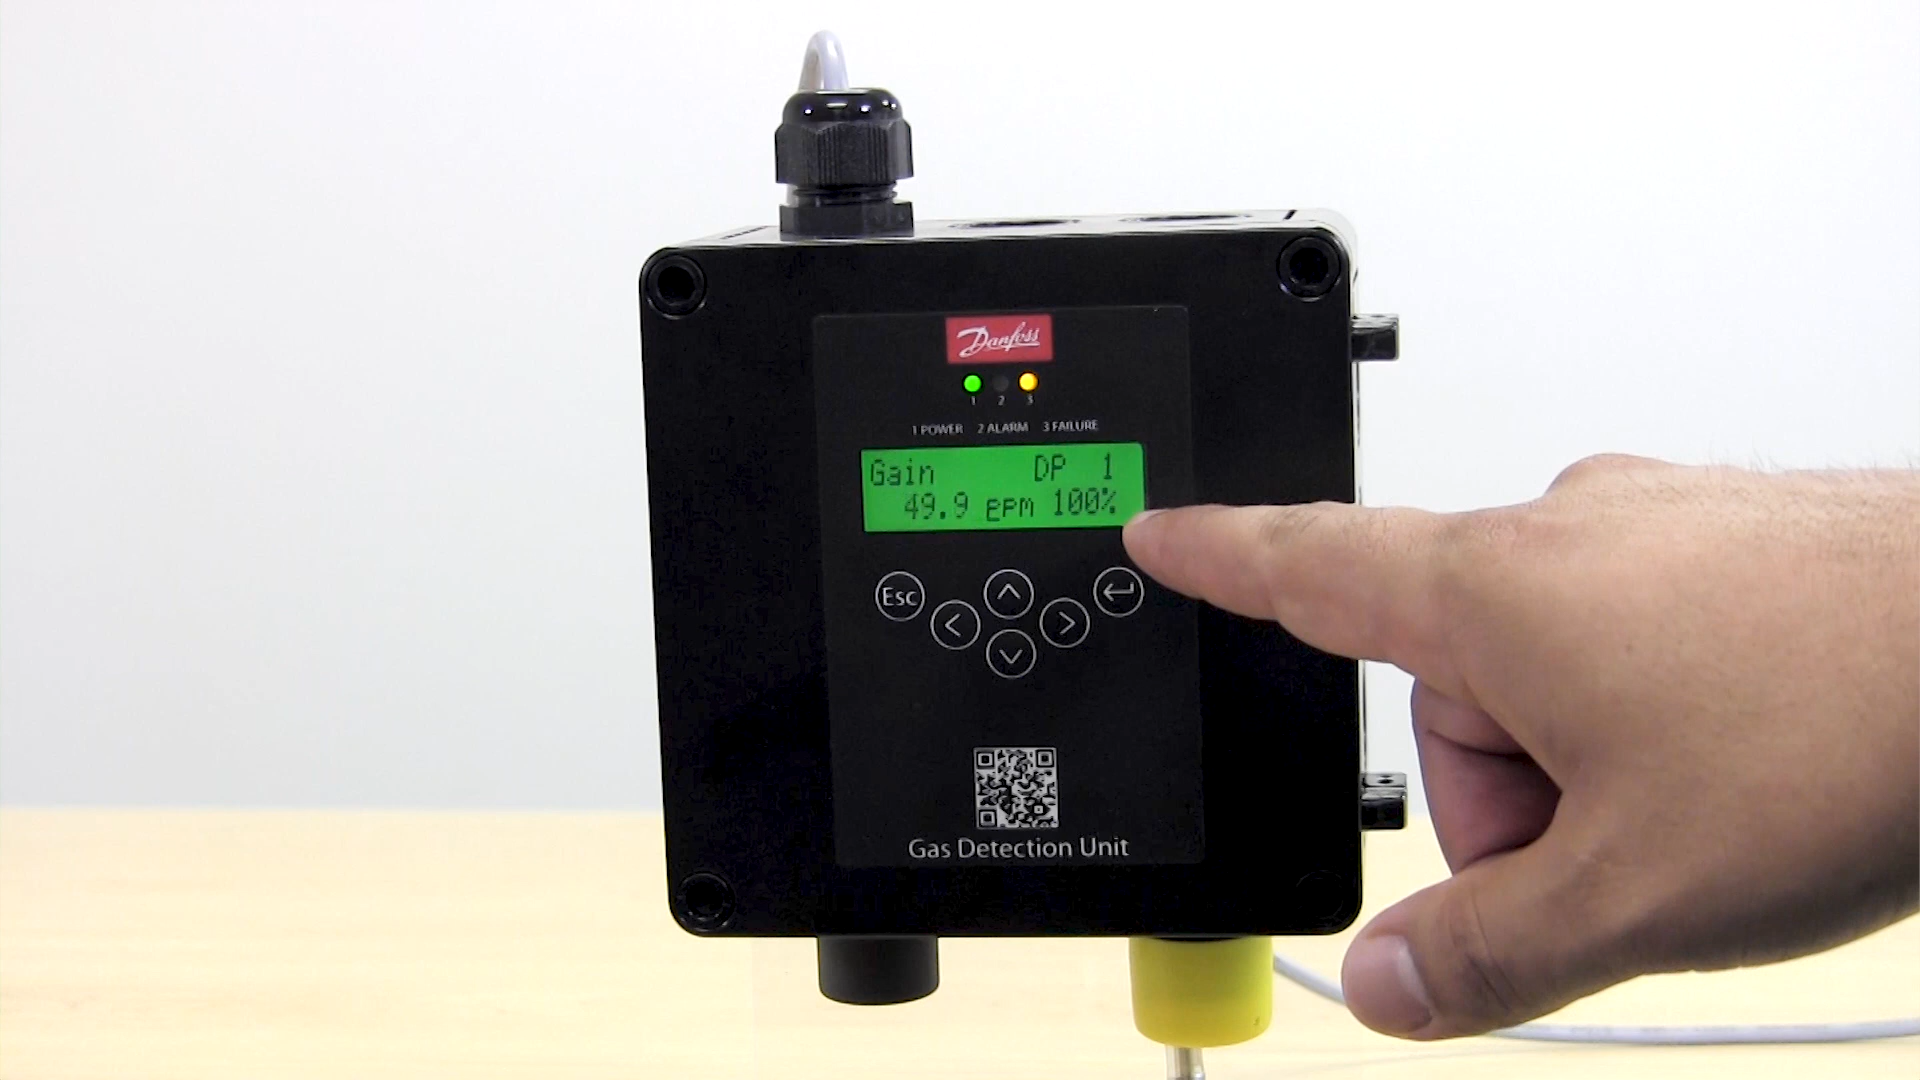 Danfoss
1 2 3
1 POWER 2 ALARM 3 FAILURE
Gain DP 1
49.9 ppm 100%
Esc
Gas Detection Unit